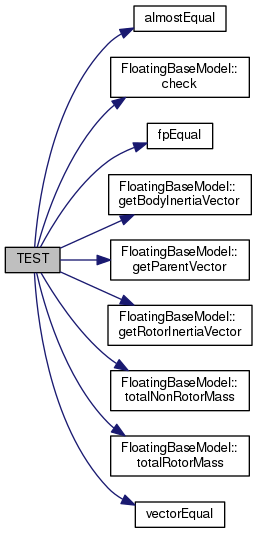 almostEqual
FloatingBaseModel::
check
fpEqual
FloatingBaseModel::
getBodyInertiaVector
TEST
FloatingBaseModel::
getParentVector
FloatingBaseModel::
getRotorInertiaVector
FloatingBaseModel::
totalNonRotorMass
FloatingBaseModel::
totalRotorMass
vectorEqual